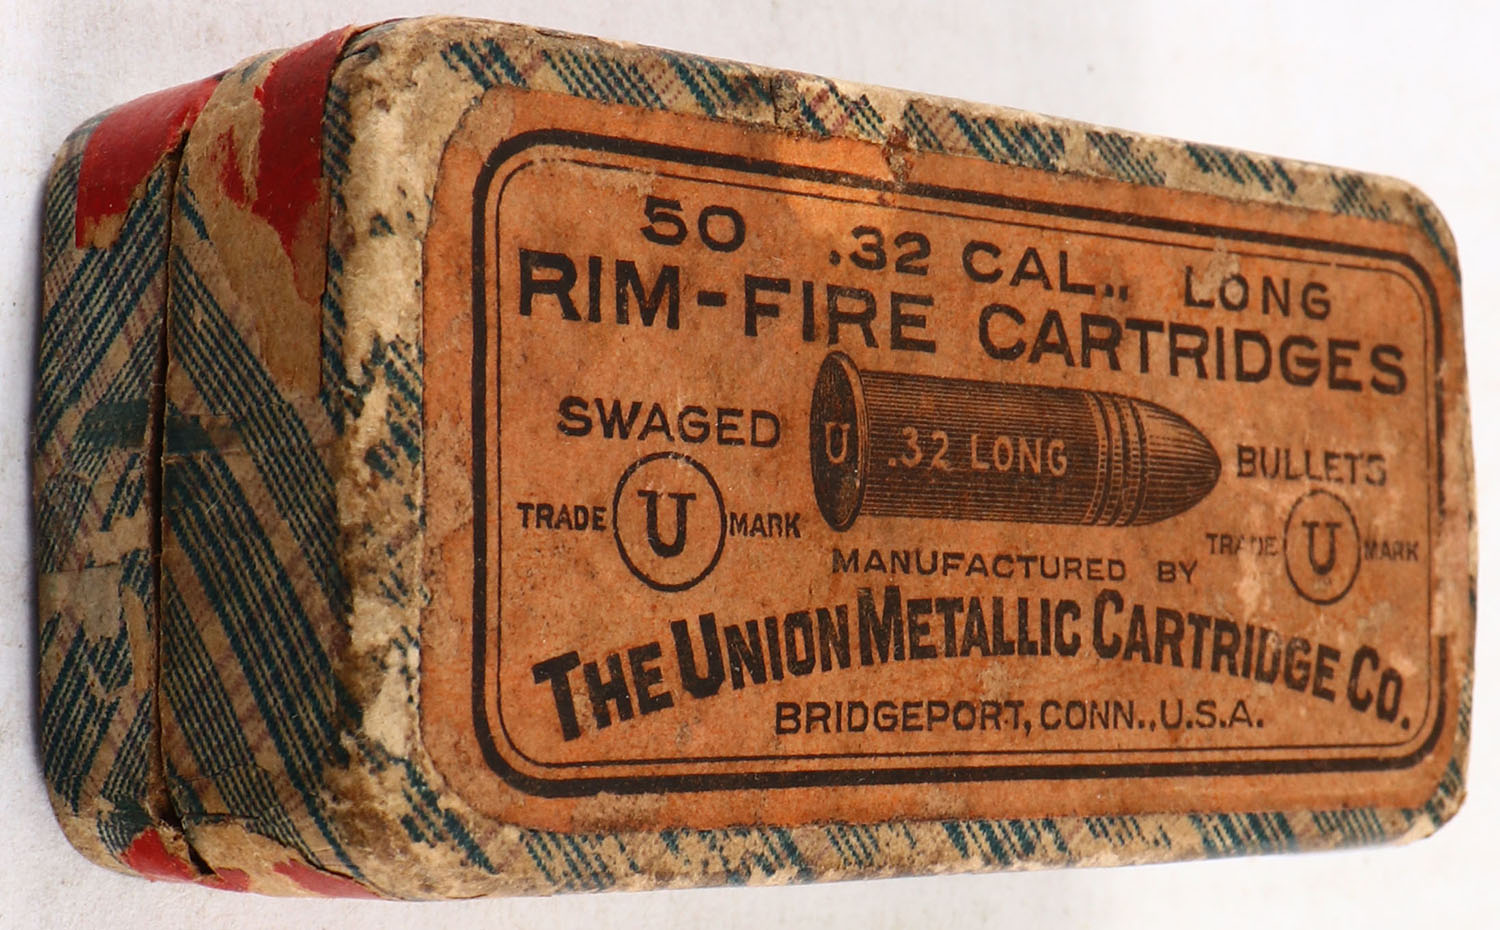 50 .32 CAL.. LONG
RIM-FIRE CARTRIDGES
SWAGED BULLETS
U .32 LONG
TRADE U MARK
TRADE U MARK
MANUFACTURED BY
THE UNION METALLIC CARTRIDGE CO.
BRIDGEPORT, CONN., U.S.A.